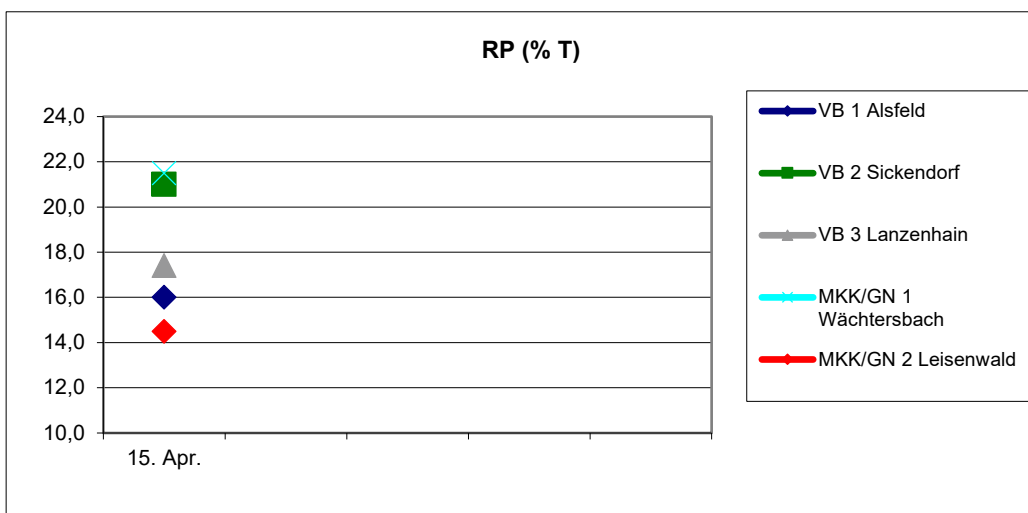 RP (% T)
24,0
22,0
20,0
18,0
16,0
14,0
12,0
10,0
15. Apr.
VB 1 Alsfeld
VB 2 Sickendorf
VB 3 Lanzenhain
MKK/GN 1
Wächtersbach
MKK/GN 2 Leisenwald